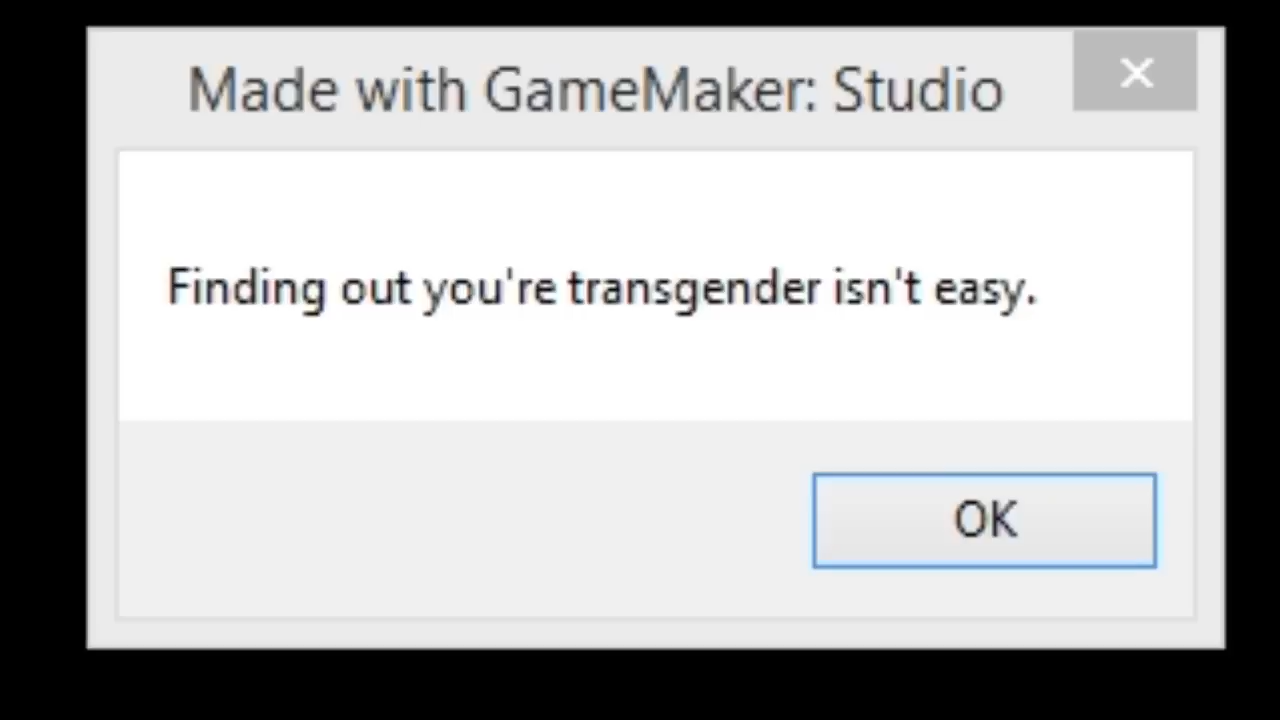 Made with GameMaker: Studio
Finding out you're transgender isn't easy.
OK